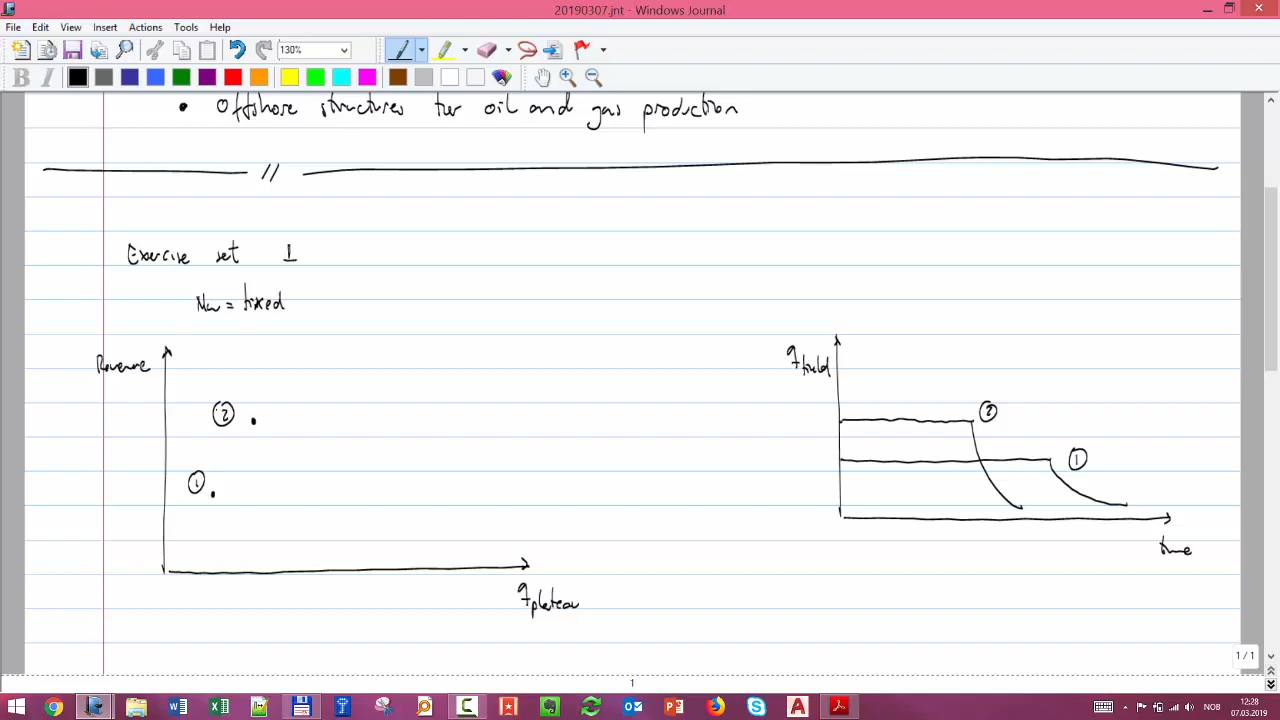 20190307.jnt - Windows Journal
File Edit View Insert Actions Tools Help
130%
B I
• Offshore structures for oil and gas production
//
Exercise set 1
Nw = fixed
Revenue
② 
①
q plateau
q field
②
①
time
1 / 1
1
NOB
12:28
07.03.2019